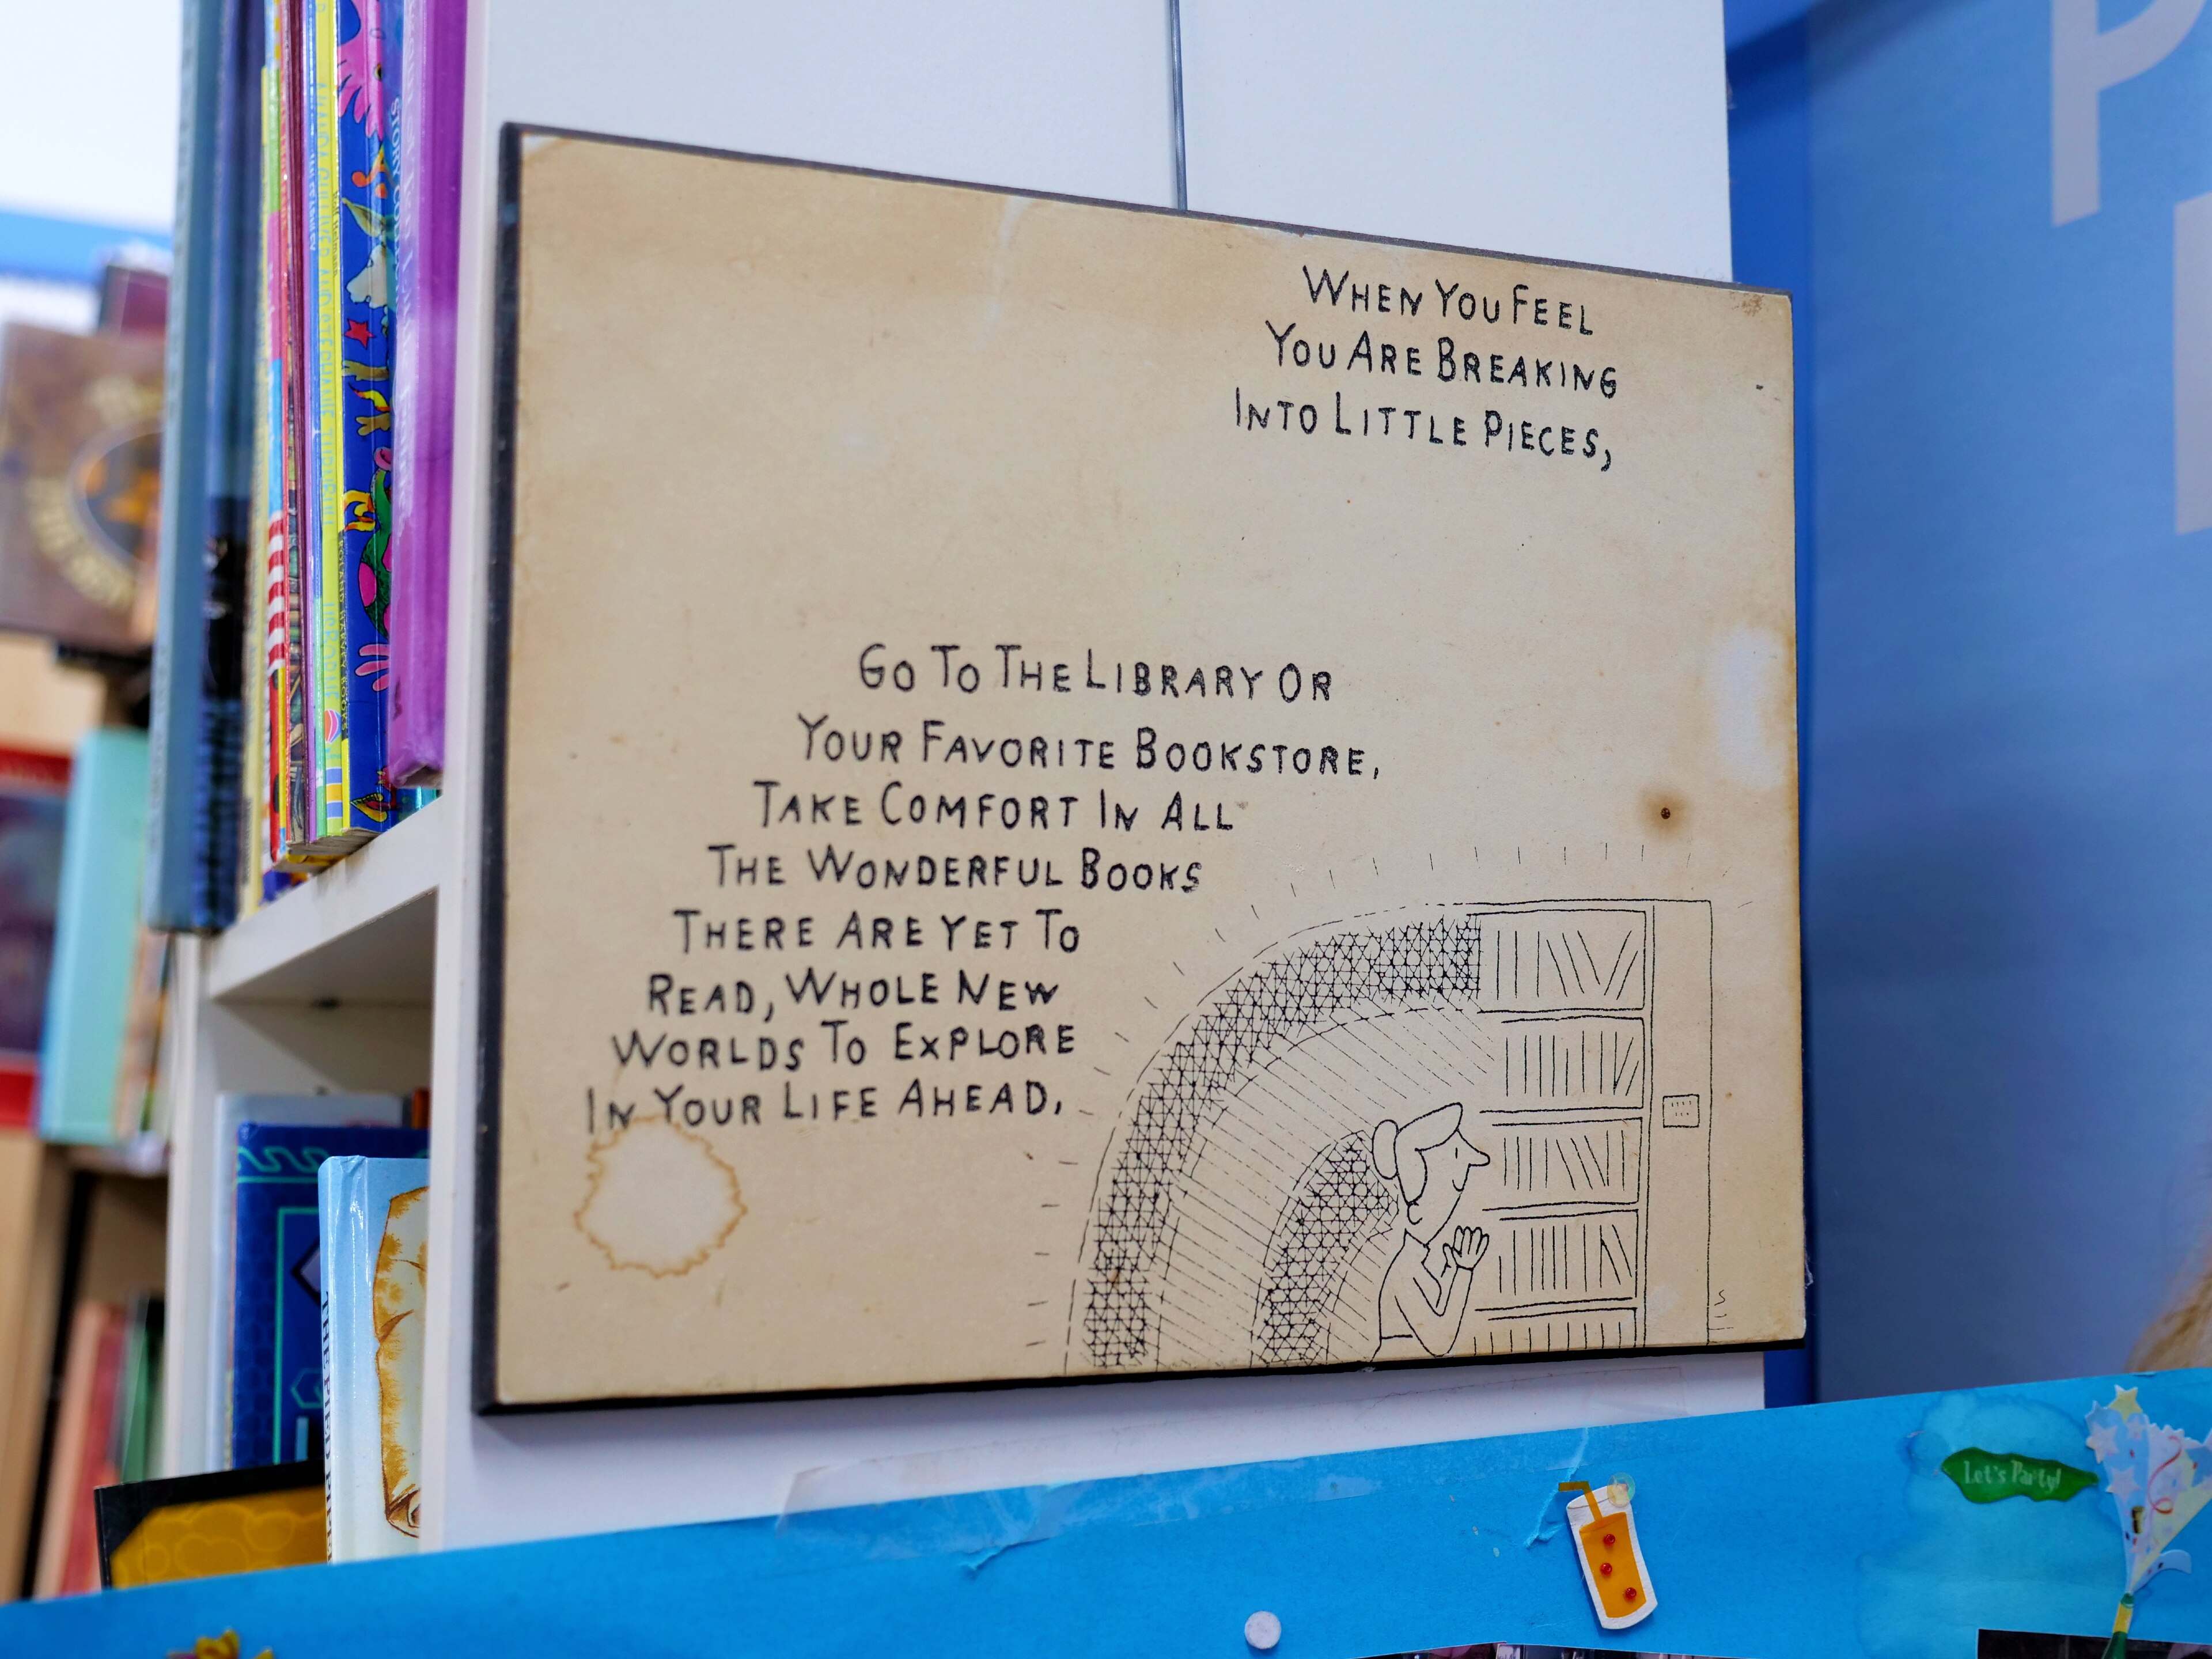 WHEN YOU FEEL
YOU ARE BREAKING
INTO LITTLE PIECES,
GO TO THE LIBRARY OR
YOUR FAVORITE BOOKSTORE,
TAKE COMFORT IN ALL
THE WONDERFUL BOOKS
THERE ARE YET TO
READ, WHOLE NEW
WORLDS TO EXPLORE
IN YOUR LIFE AHEAD.
Let's Party!